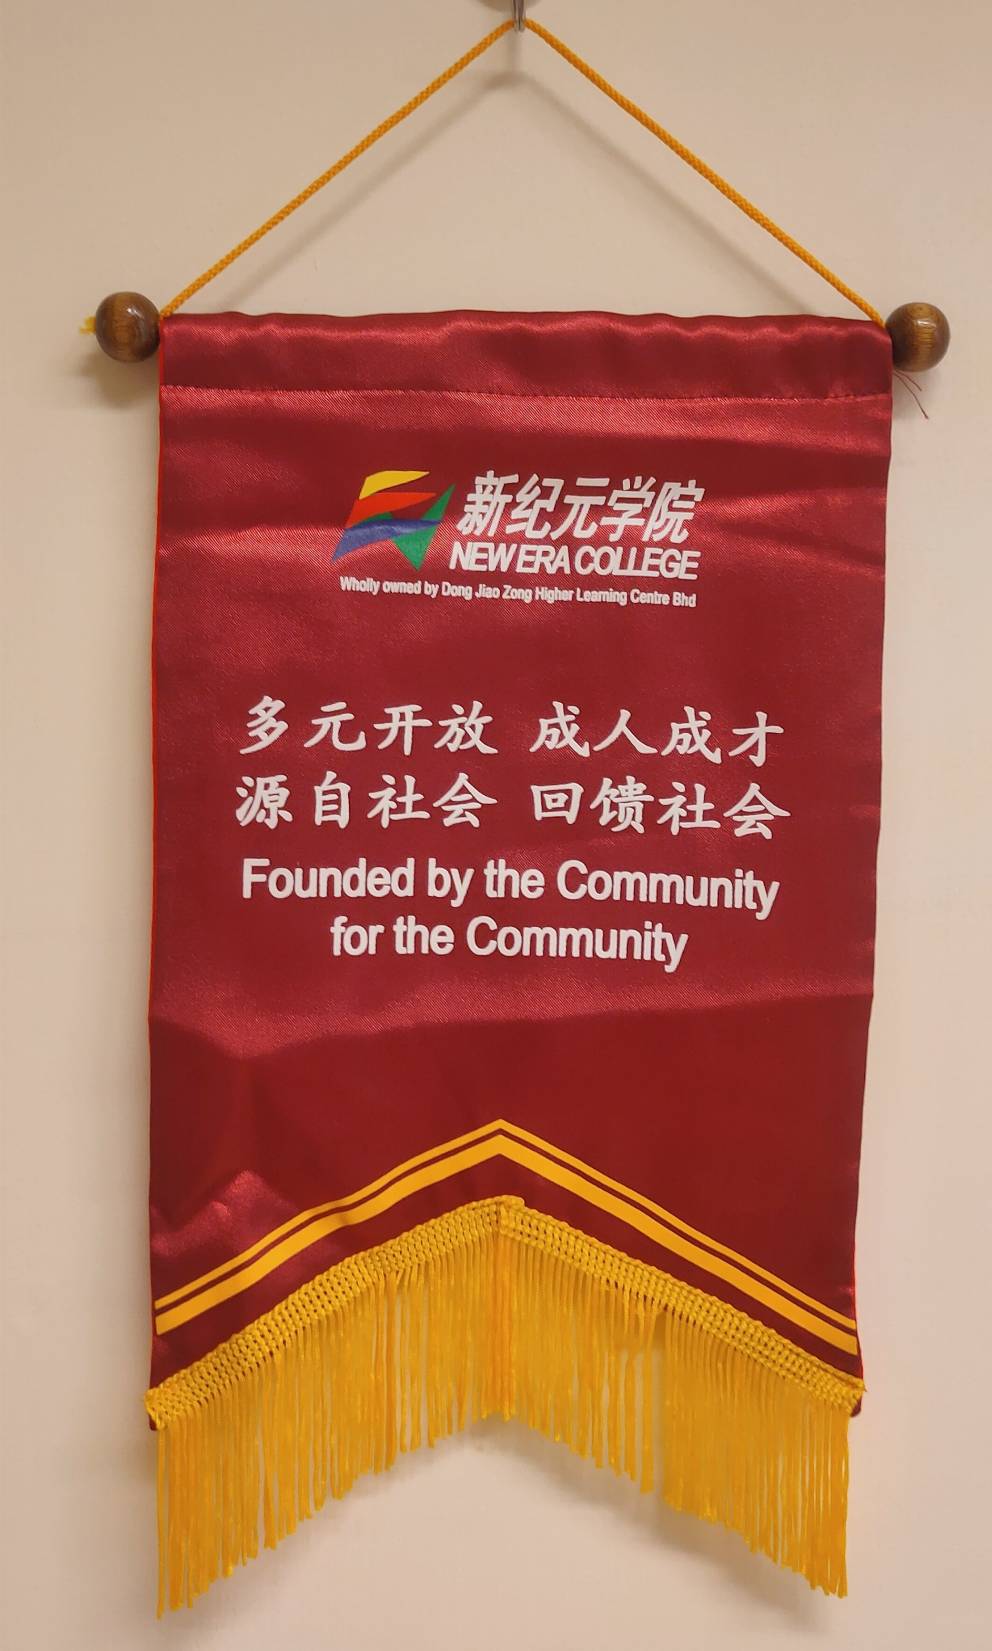 新纪元学院
NEW ERA COLLEGE
Wholly owned by Dong Jiao Zong Higher Learning Centre Bhd
多元开放 成人成才
源自社会 回馈社会
Founded by the Community
for the Community